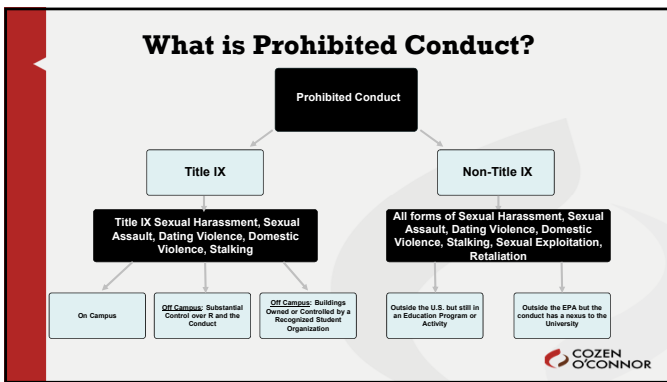 What is Prohibited Conduct?
Prohibited Conduct
Title IX
Non-Title IX
Title IX Sexual Harassment, Sexual
Assault, Dating Violence, Domestic
Violence, Stalking
All forms of Sexual Harassment, Sexual
Assault, Dating Violence, Domestic
Violence, Stalking, Sexual Exploitation,
Retaliation
On Campus
Off Campus: Substantial
Control over R and the
Conduct
Off Campus: Buildings
Owned or Controlled by a
Recognized Student
Organization
Outside the U.S. but still in
an Education Program or
Activity
Outside the EPA but the
conduct has a nexus to the
University
COZEN
O'CONNOR